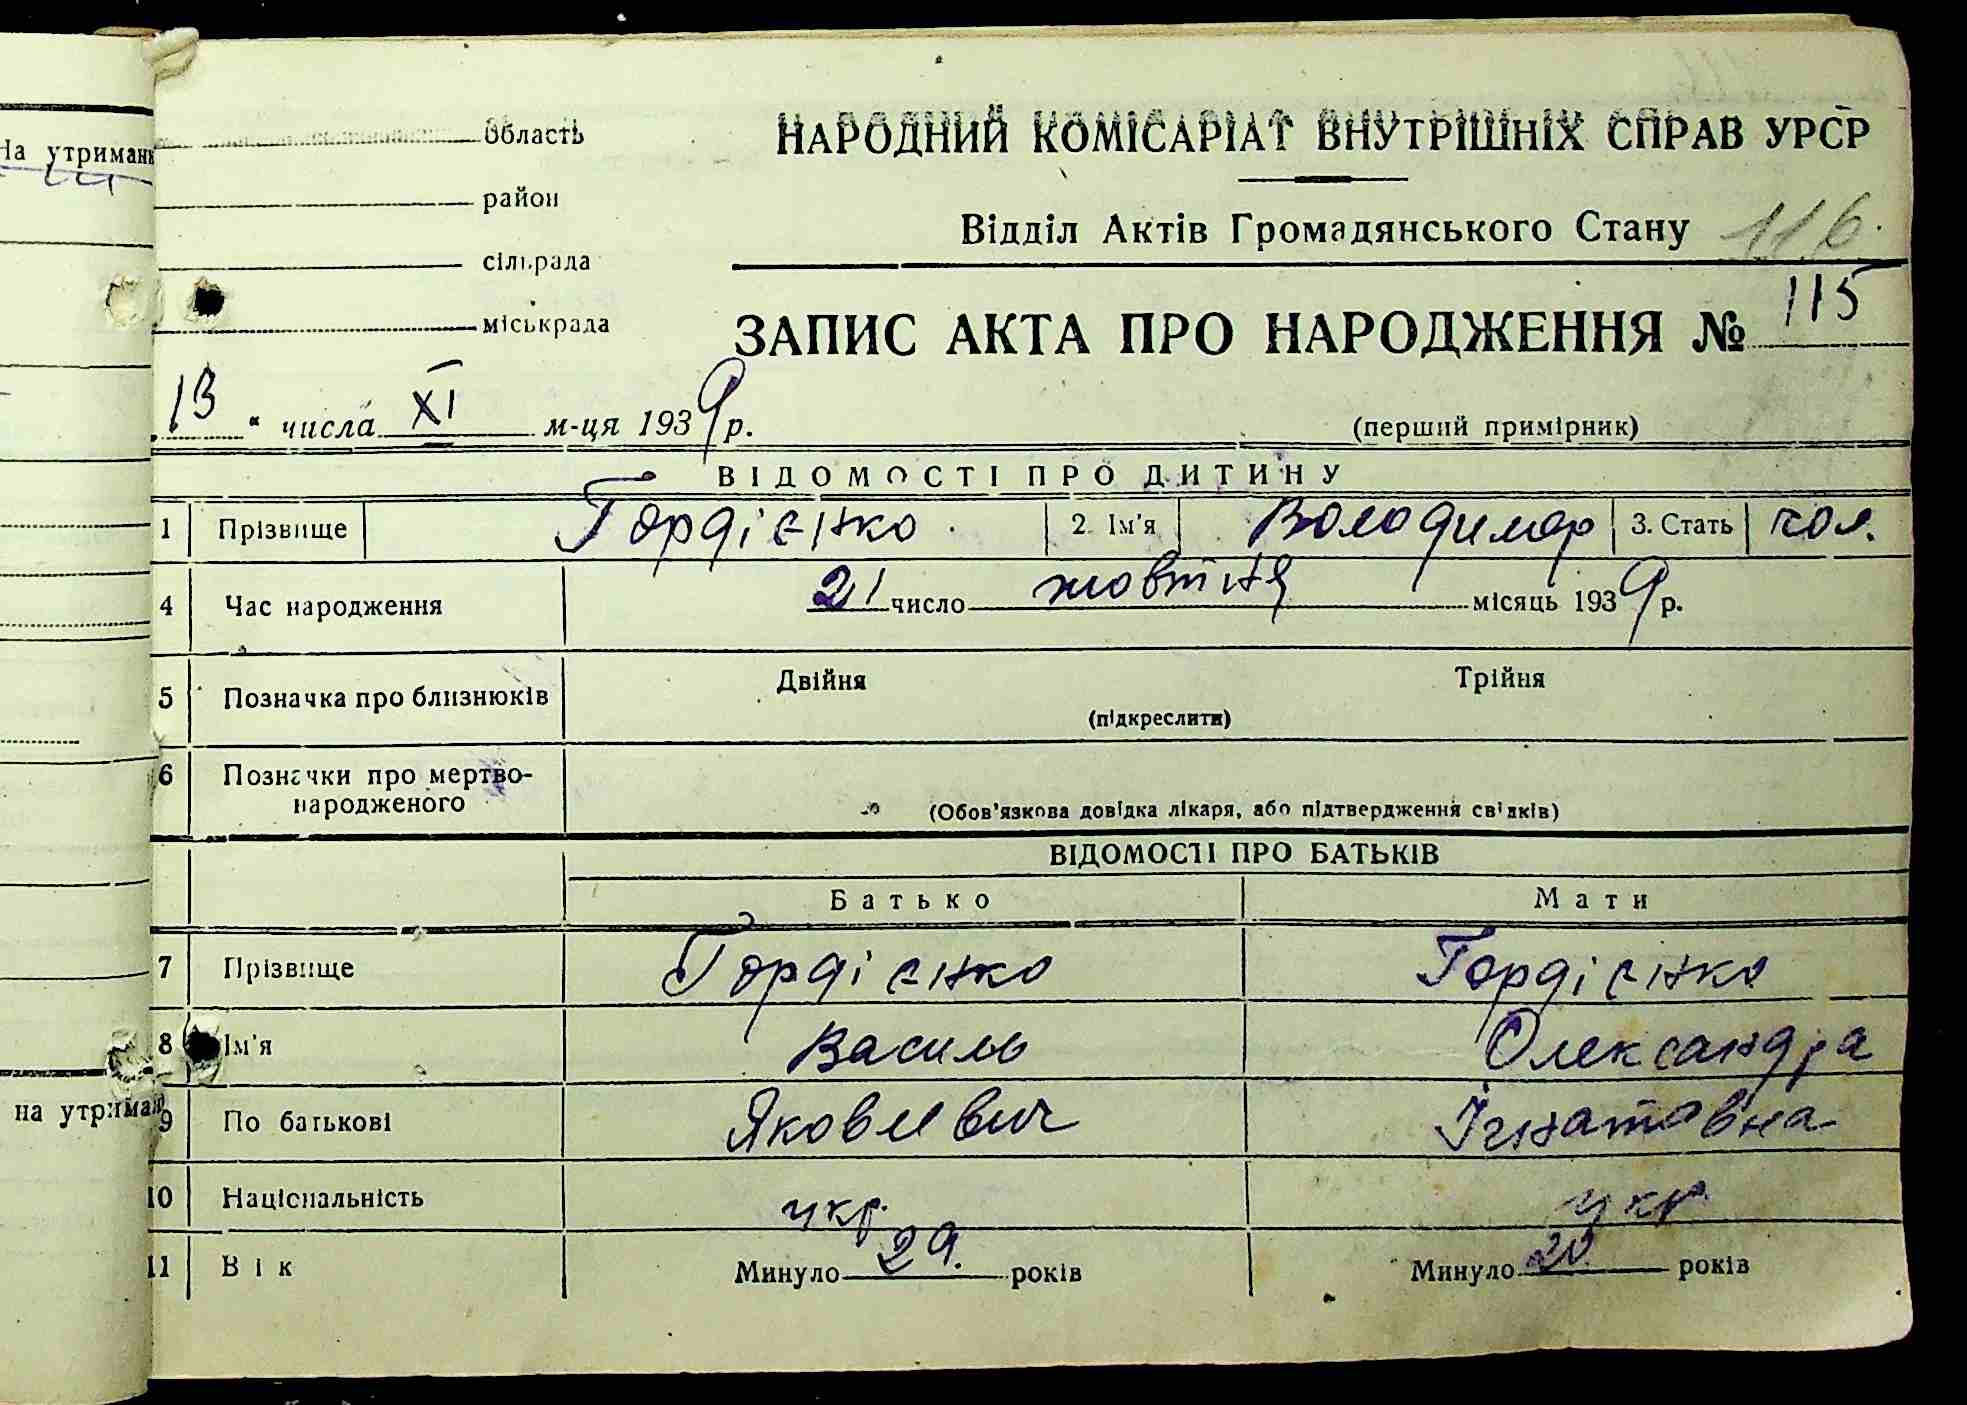 На утриман
на утриман
область
район
сільрада
міськрада
НАРОДНИЙ КОМІСАРІАТ ВНУТРІШНІХ СПРАВ УРСР
Відділ Актів Громадянського Стану 116.
ЗАПИС АКТА ПРО НАРОДЖЕННЯ № 115
13 " числа XI м-ця 1939 р.
(перший примірник)
ВІДОМОСТІ ПРО ДИТИНУ
1 Прізвище Гордієнко 2. Ім'я Володимир 3. Стать чол.
4 Час народження 21 число жовтня місяць 1939 р.
5 Позначка про близнюків Двійня Трійня
(підкреслити)
6 Позначки про мертво-
народженого
(Обов'язкова довідка лікаря, або підтвердження свідків)
ВІДОМОСТІ ПРО БАТЬКІВ
Батько Мати
7 Прізвище Гордієнко Гордієнко
8 Ім'я Василь Олександра
9 По батькові Яковлевич Ігнатовна
10 Національність укр. укр.
11 Вік Минуло 29. років Минуло 20. років